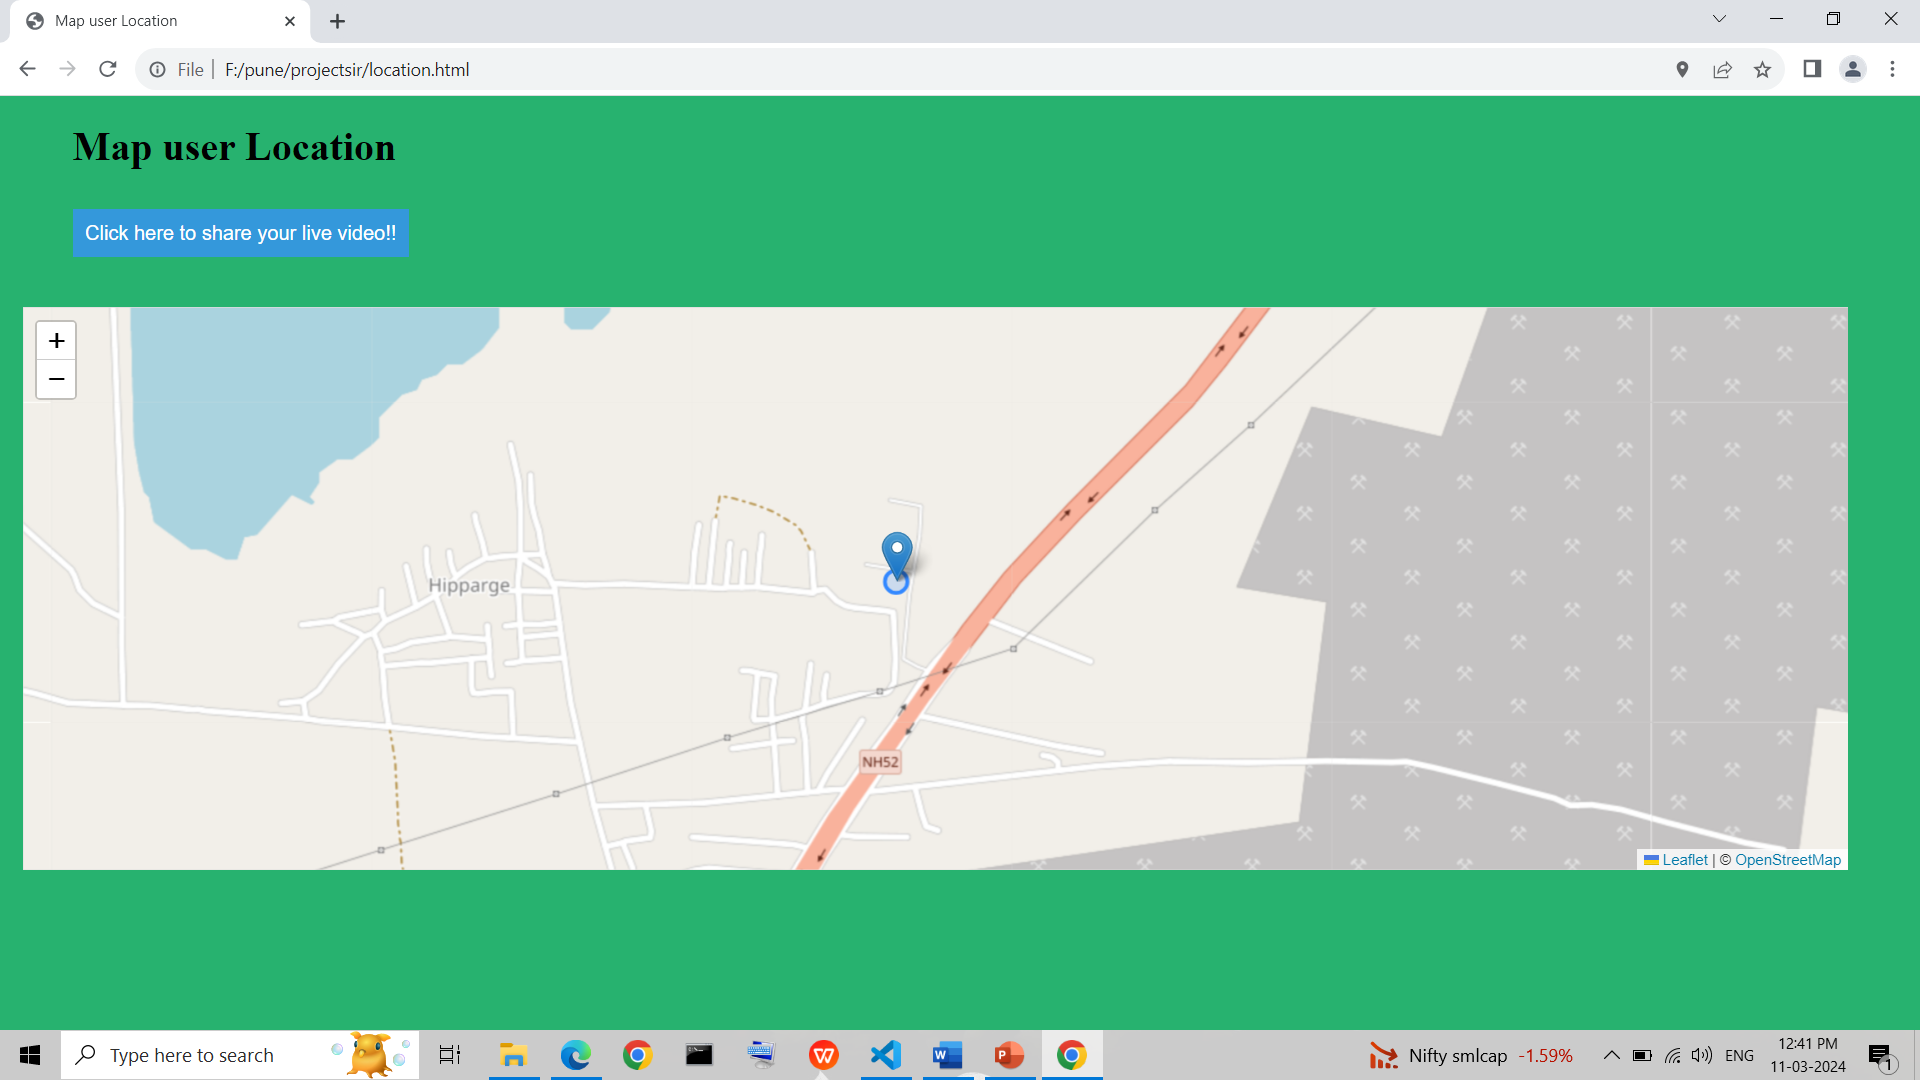 Map user Location
File
F:/pune/projectsir/location.html
Map user Location
Click here to share your live video!!
+
−
Hipparge
NH52
Leaflet | © OpenStreetMap
Type here to search
W
W
P
Nifty smlcap -1.59%
ENG
12:41 PM
11-03-2024
1